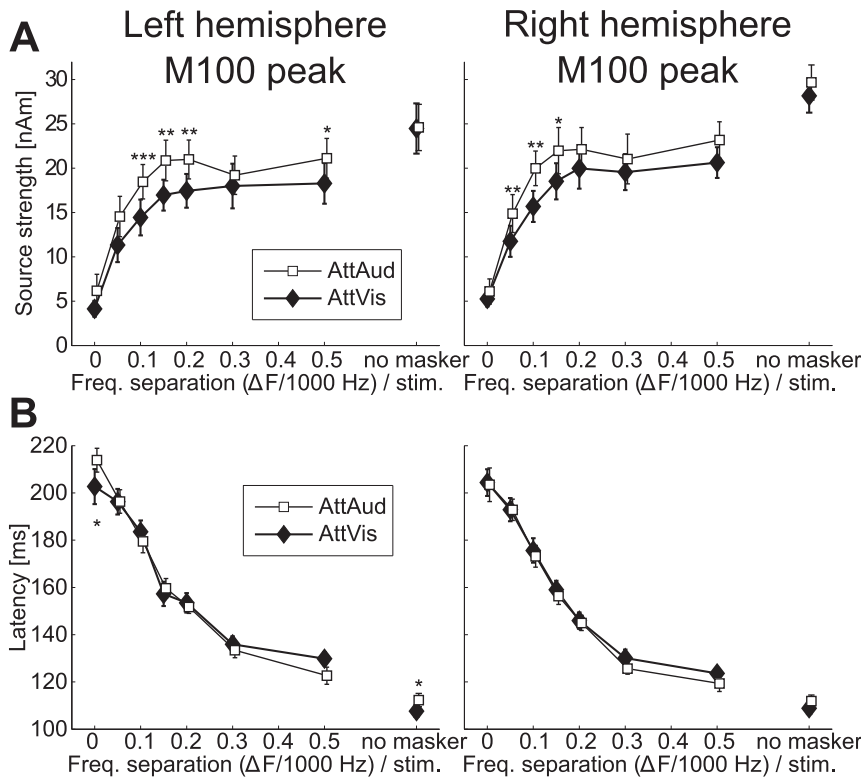 A
Left hemisphere
M100 peak
Right hemisphere
M100 peak
Source strength [nAm]
30
25
20
15
10
5
0
*** ** ** *
** ** *
AttAud
AttVis
0 0.1 0.2 0.3 0.4 0.5 no masker
Freq. separation (ΔF/1000 Hz) / stim.
0 0.1 0.2 0.3 0.4 0.5 no masker
Freq. separation (ΔF/1000 Hz) / stim.
B
Latency [ms]
220
200
180
160
140
120
100
* *
AttAud
AttVis
0 0.1 0.2 0.3 0.4 0.5 no masker
Freq. separation (ΔF/1000 Hz) / stim.
0 0.1 0.2 0.3 0.4 0.5 no masker
Freq. separation (ΔF/1000 Hz) / stim.